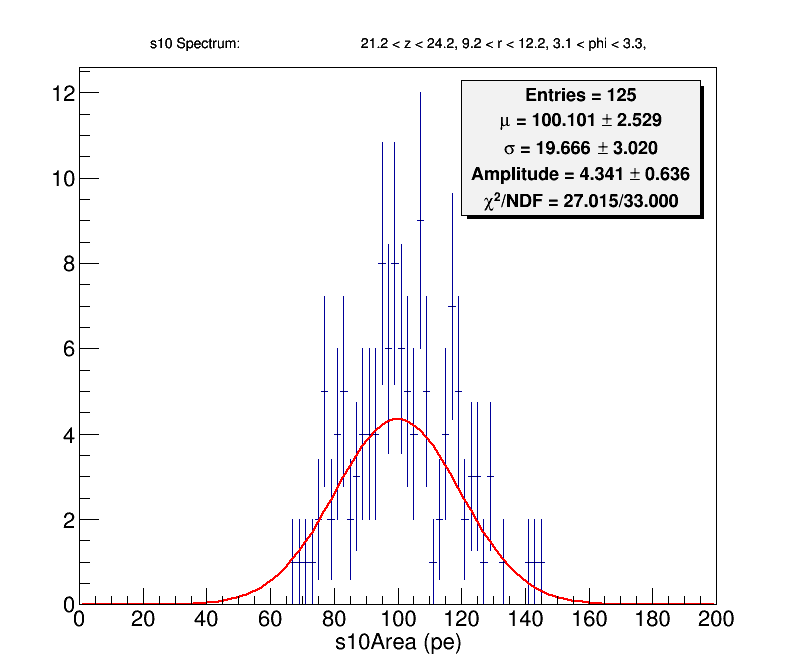 s10 Spectrum: 21.2 < z < 24.2, 9.2 < r < 12.2, 3.1 < phi < 3.3,
Entries = 125
μ = 100.101 ± 2.529
σ = 19.666 ± 3.020
Amplitude = 4.341 ± 0.636
χ²/NDF = 27.015/33.000
12
10
8
6
4
2
0
0 20 40 60 80 100 120 140 160 180 200
s10Area (pe)